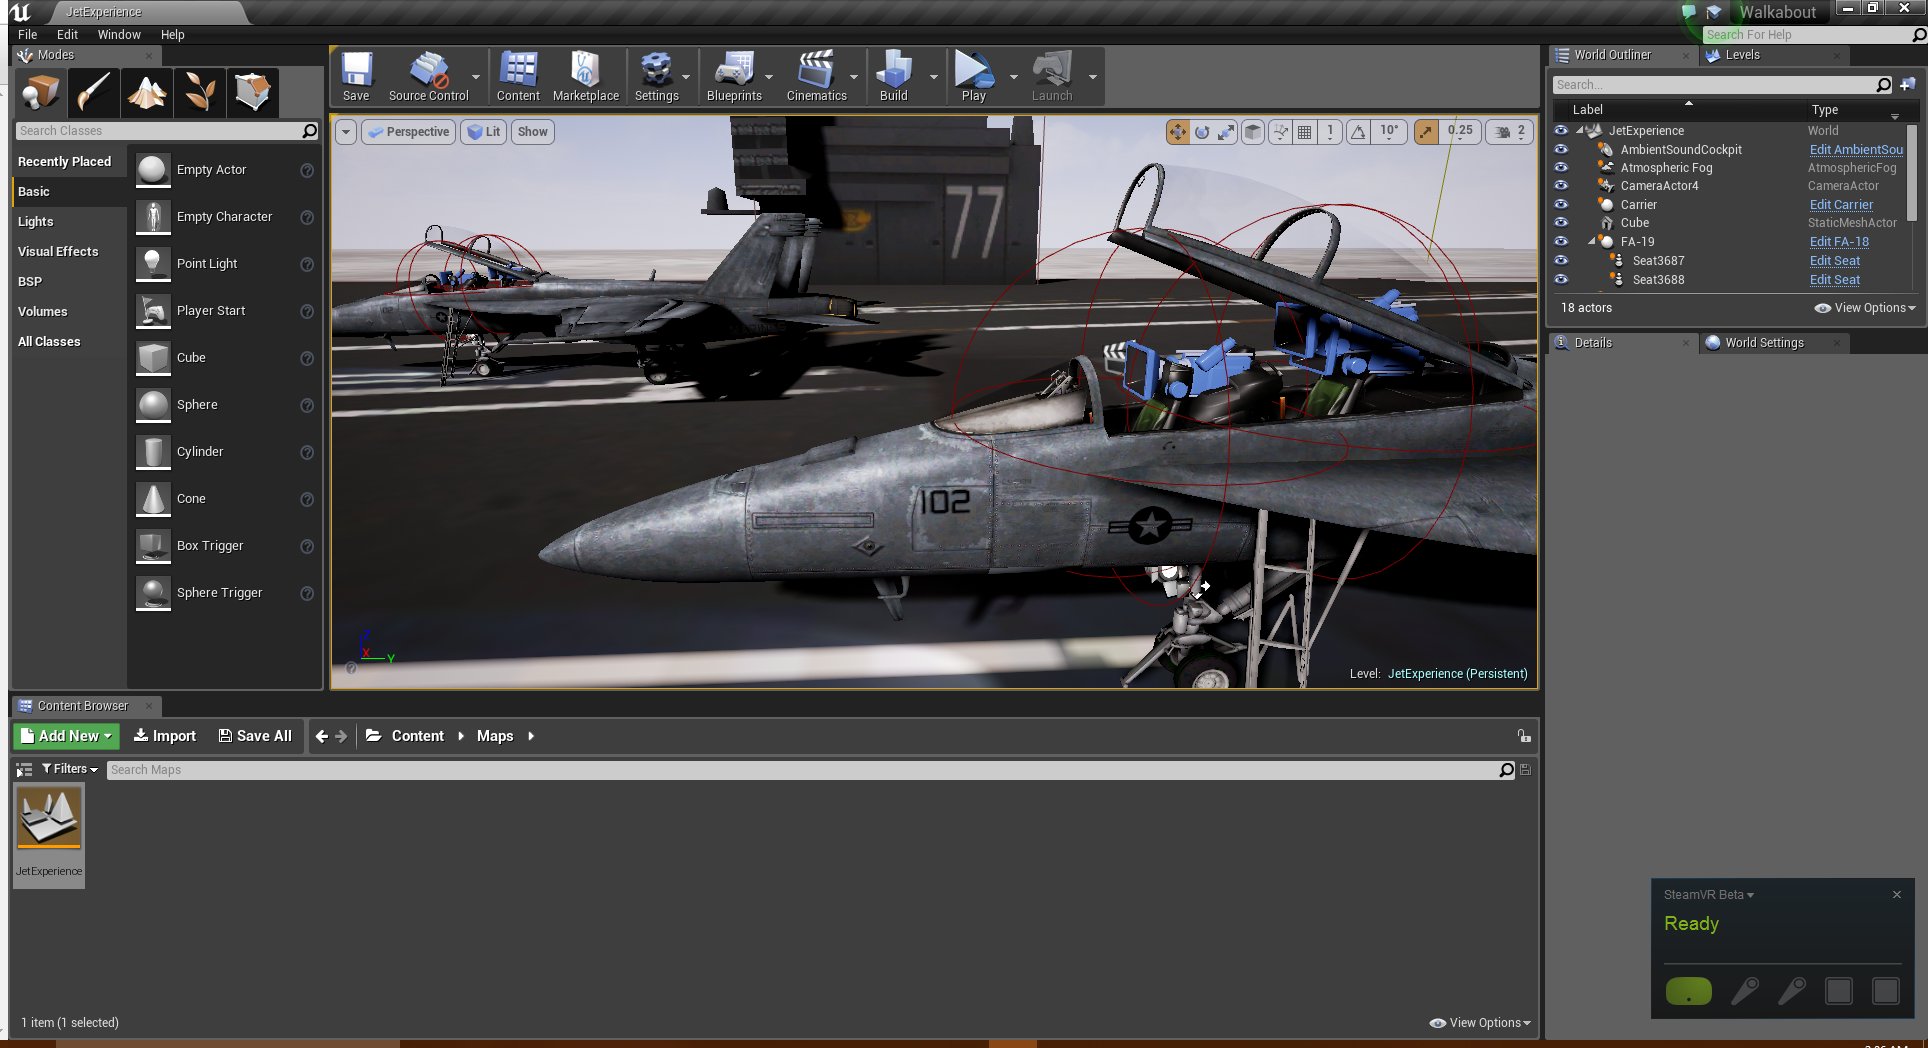 JetExperience
Walkabout
File Edit Window Help
Search For Help
Modes
Search Classes
Recently Placed
Basic
Lights
Visual Effects
BSP
Volumes
All Classes
Empty Actor
Empty Character
Point Light
Player Start
Cube
Sphere
Cylinder
Cone
Box Trigger
Sphere Trigger
Save
Source Control
Content
Marketplace
Settings
Blueprints
Cinematics
Build
Play
Launch
Perspective
Lit
Show
1
10°
0.25
2
77
102
X
Y
Level: JetExperience (Persistent)
World Outliner
Levels
Search...
Label Type
JetExperience World
AmbientSoundCockpit Edit AmbientSou
Atmospheric Fog AtmosphericFog
CameraActor4 CameraActor
Carrier Edit Carrier
Cube StaticMeshActor
FA-19 Edit FA-18
Seat3687 Edit Seat
Seat3688 Edit Seat
18 actors
View Options
Details
World Settings
Content Browser
Add New
Import
Save All
Content
Maps
Filters
Search Maps
JetExperience
1 item (1 selected)
View Options
SteamVR Beta
Ready